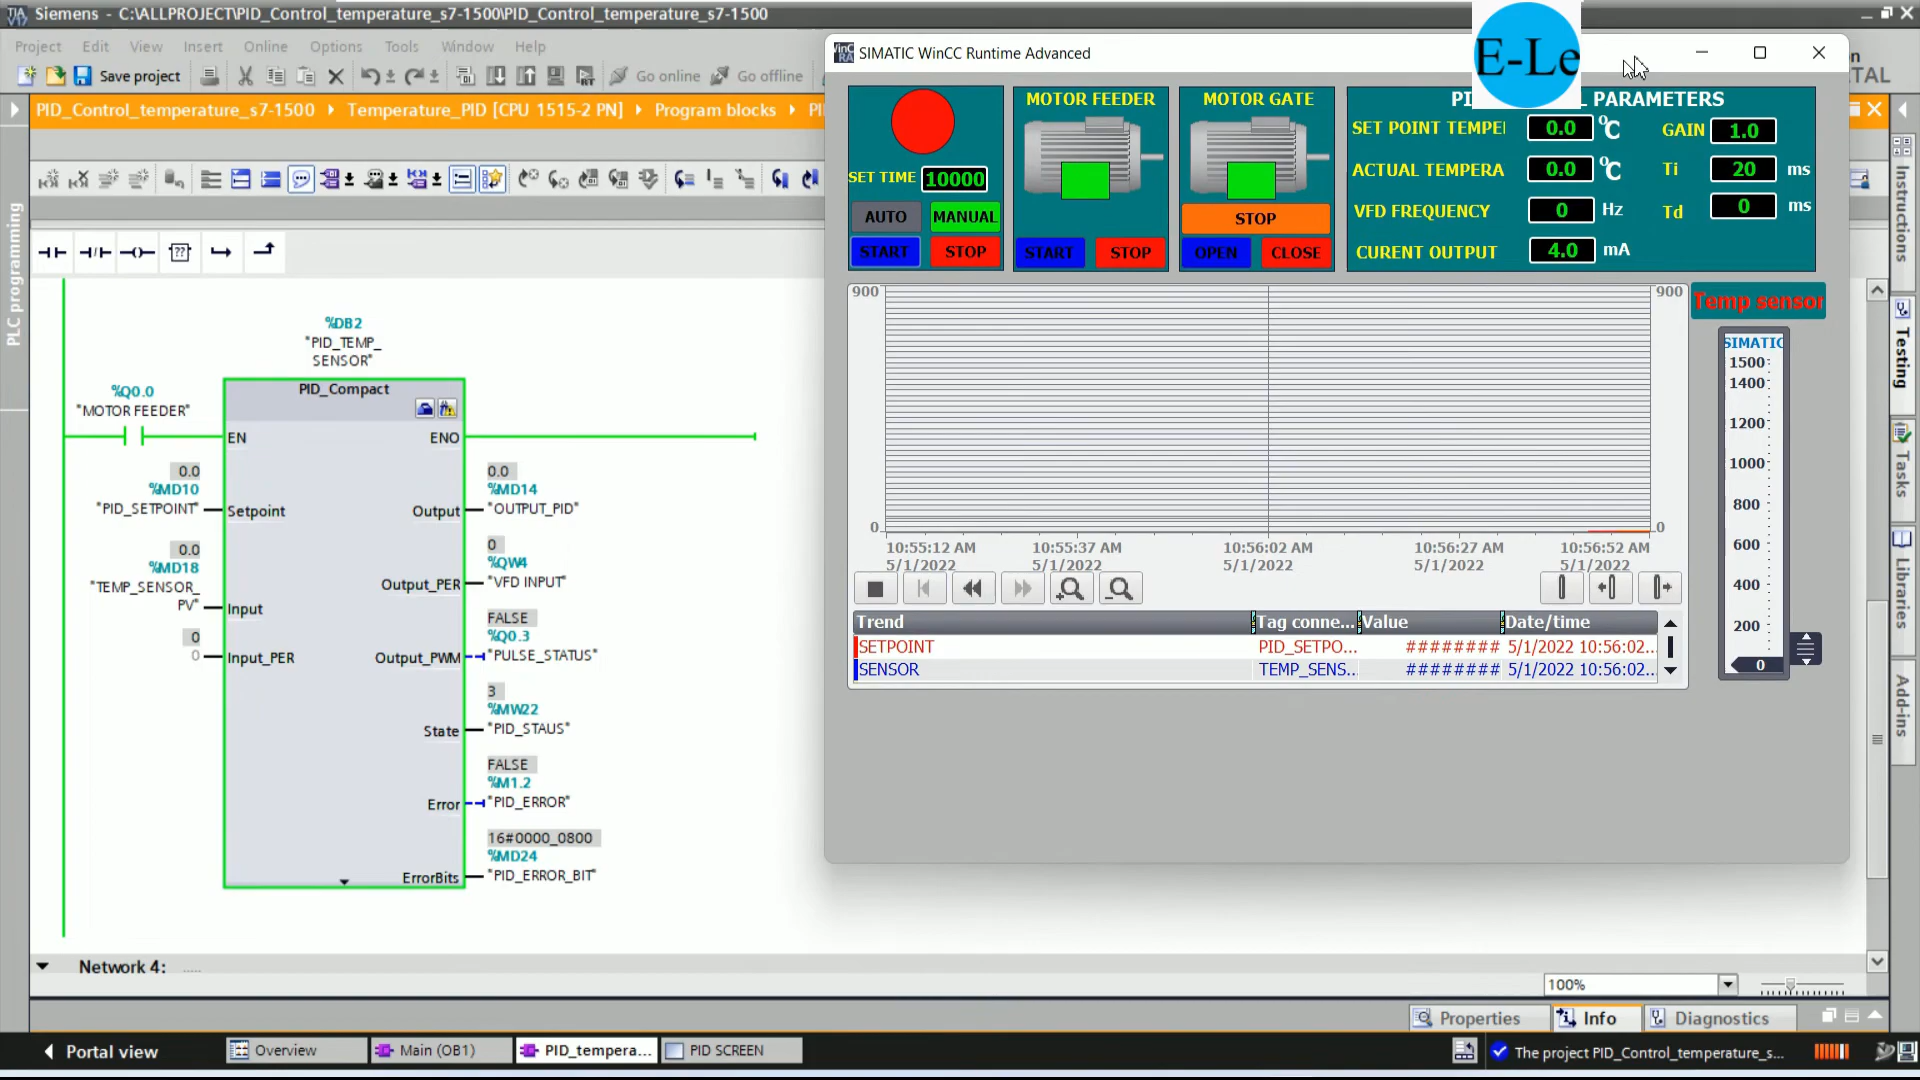 Siemens - C:\ALLPROJECT\PID_Control_temperature_s7-1500\PID_Control_temperature_s7-1500
Project Edit View Insert Online Options Tools Window Help
Save project
Go online
Go offline
PID_Control_temperature_s7-1500
Temperature_PID [CPU 1515-2 PN]
Program blocks
PLC programming
%DB2
"PID_TEMP_
SENSOR"
PID_Compact
%Q0.0
"MOTOR FEEDER"
EN
ENO
0.0
%MD10
"PID_SETPOINT"
Setpoint
0.0
%MD18
"TEMP_SENSOR_
PV"
Input
0
0
Input_PER
Output
0.0
%MD14
"OUTPUT_PID"
Output_PER
0
%QW4
"VFD INPUT"
Output_PWM
FALSE
%Q0.3
"PULSE_STATUS"
State
3
%MW22
"PID_STAUS"
Error
FALSE
%M1.2
"PID_ERROR"
ErrorBits
16#0000_0800
%MD24
"PID_ERROR_BIT"
Network 4: .....
SIMATIC WinCC Runtime Advanced
E-Le
SET TIME 10000
AUTO MANUAL
START STOP
MOTOR FEEDER
START STOP
MOTOR GATE
STOP
OPEN CLOSE
PARAMETERS
SET POINT TEMPE 0.0 °C
GAIN 1.0
ACTUAL TEMPERA 0.0 °C
Ti 20 ms
VFD FREQUENCY 0 Hz
Td 0 ms
CURENT OUTPUT 4.0 mA
900
900
0
0
10:55:12 AM 10:55:37 AM 10:56:02 AM 10:56:27 AM 10:56:52 AM
5/1/2022 5/1/2022 5/1/2022 5/1/2022 5/1/2022
Trend Tag conne... Value Date/time
SETPOINT PID_SETPO... ######## 5/1/2022 10:56:02...
SENSOR TEMP_SENS... ######## 5/1/2022 10:56:02...
Temp sensor
SIMATIC
1500
1400
1200
1000
800
600
400
200
0
Instructions
Testing
Tasks
Libraries
Add-ins
100%
Properties Info Diagnostics
Portal view
Overview
Main (OB1)
PID_tempera...
PID SCREEN
The project PID_Control_temperature_s...